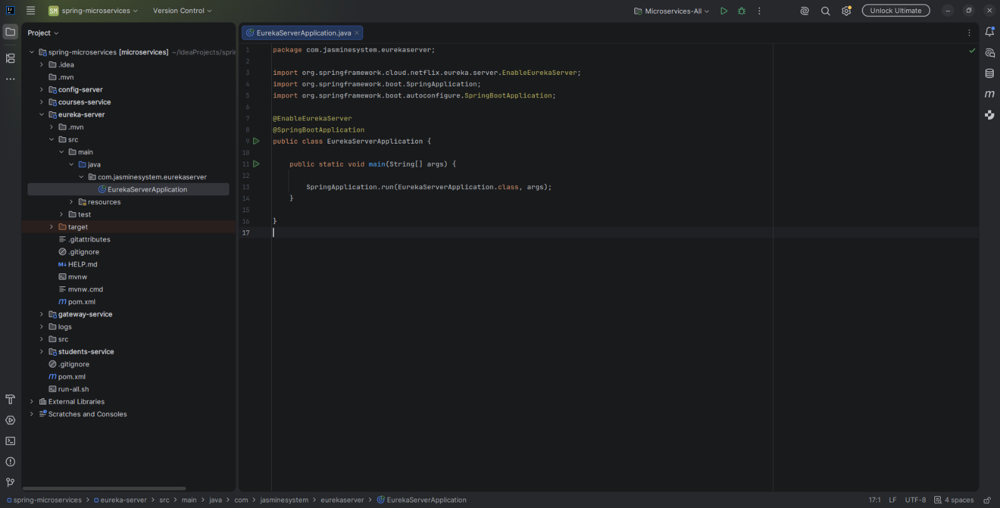 SM spring-microservices Version Control Microservices-All Unlock Ultimate
Project
spring-microservices [microservices] ~/IdeaProjects/spri
.idea
.mvn
config-server
courses-service
eureka-server
.mvn
src
main
java
com.jasminesystem.eurekaserver
EurekaServerApplication
resources
test
target
.gitattributes
.gitignore
M↓ HELP.md
mvnw
mvnw.cmd
m pom.xml
gateway-service
logs
src
students-service
.gitignore
m pom.xml
run-all.sh
External Libraries
Scratches and Consoles
EurekaServerApplication.java
1 package com.jasminesystem.eurekaserver;
2
3 import org.springframework.cloud.netflix.eureka.server.EnableEurekaServer;
4 import org.springframework.boot.SpringApplication;
5 import org.springframework.boot.autoconfigure.SpringBootApplication;
6
7 @EnableEurekaServer
8 @SpringBootApplication
9 public class EurekaServerApplication {
10
11 public static void main(String[] args) {
12
13 SpringApplication.run(EurekaServerApplication.class, args);
14 }
15
16 }
17
m
spring-microservices > eureka-server > src > main > java > com > jasminesystem > eurekaserver > EurekaServerApplication 17:1 LF UTF-8 4 spaces